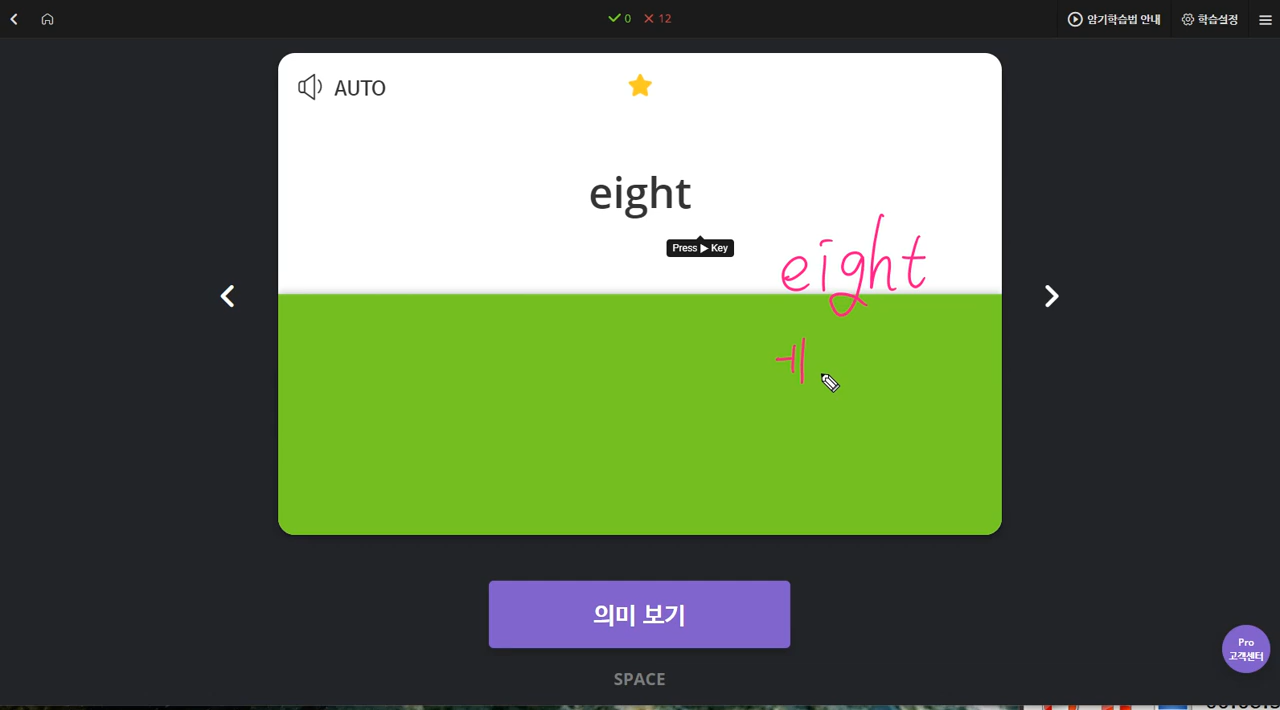 0 12 암기학습법 안내 학습설정
AUTO
eight
Press ▶ Key
eight
ㅔ
의미 보기
SPACE
Pro
고객센터